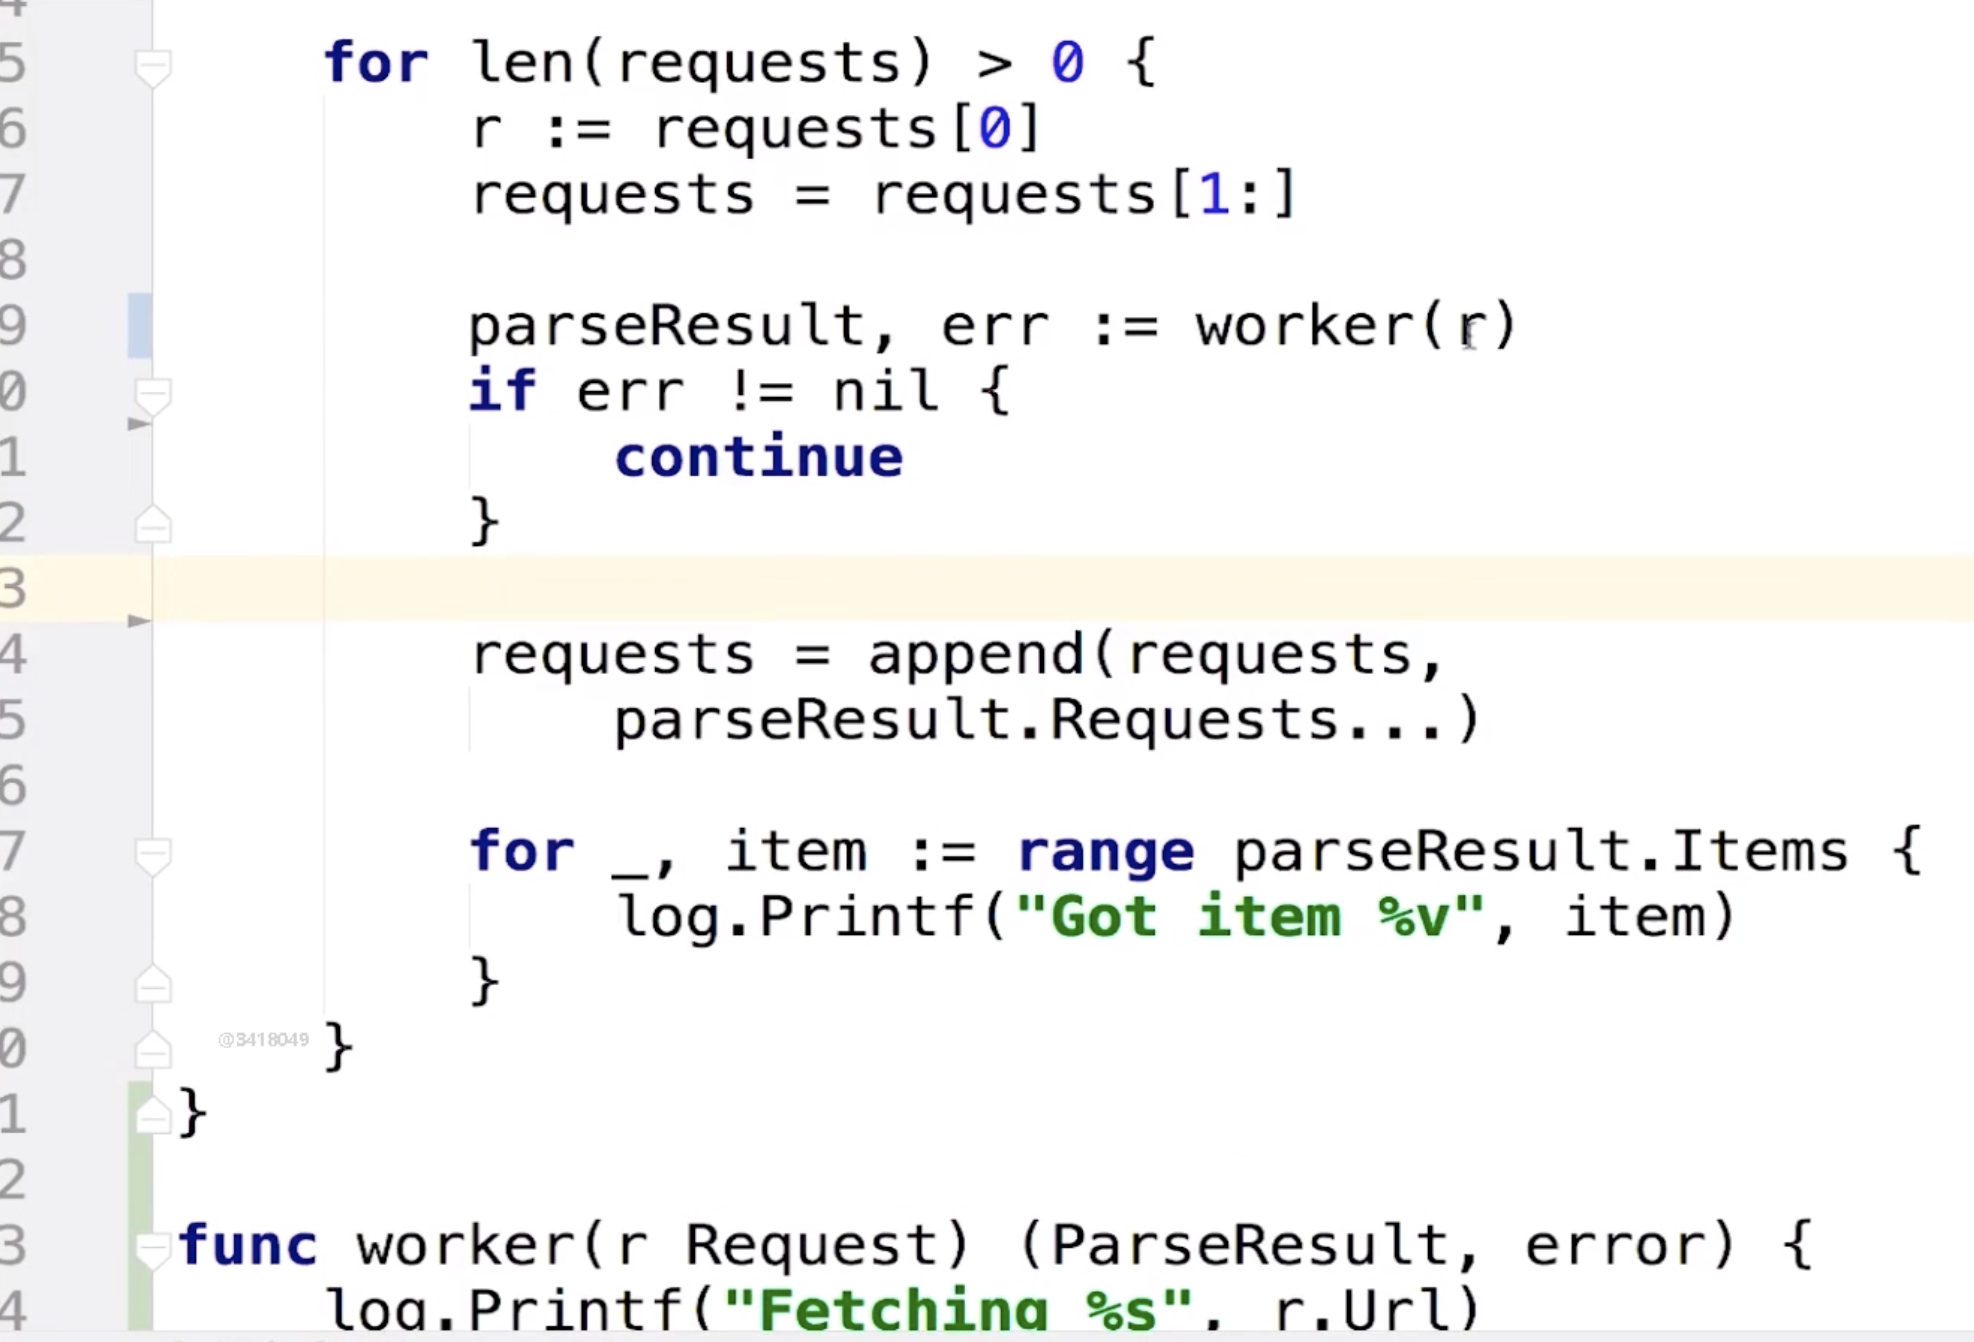 4
5 for len(requests) > 0 {
6 r := requests[0]
7 requests = requests[1:]
8
9 parseResult, err := worker(r)
0 if err != nil {
1 continue
2 }
3
4 requests = append(requests,
5 parseResult.Requests...)
6
7 for _, item := range parseResult.Items {
8 log.Printf("Got item %v", item)
9 }
0 @3418049 }
1 }
2
3 func worker(r Request) (ParseResult, error) {
4 log.Printf("Fetching %s", r.Url)